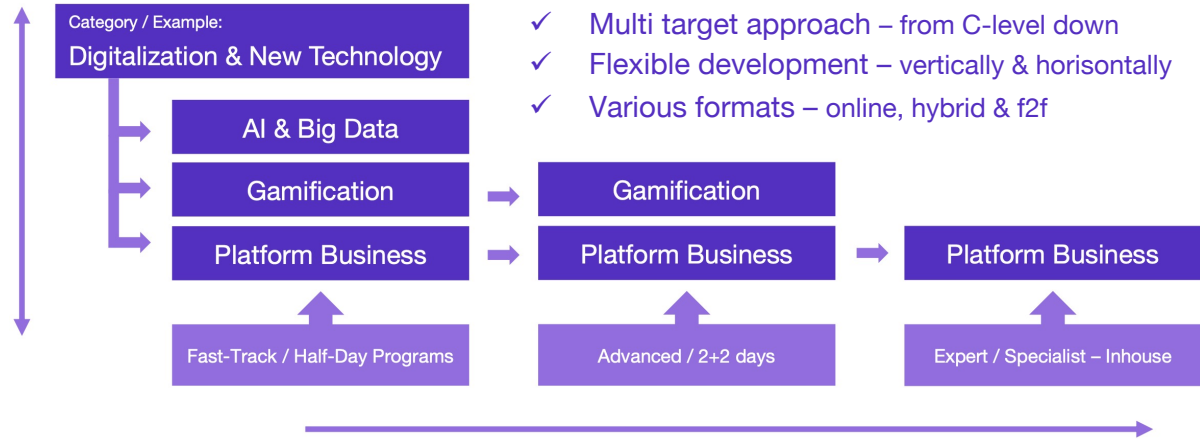 Category / Example:
Digitalization & New Technology
✓ Multi target approach – from C-level down
✓ Flexible development – vertically & horisontally
✓ Various formats – online, hybrid & f2f
AI & Big Data
Gamification
Gamification
Platform Business
Platform Business
Platform Business
Fast-Track / Half-Day Programs
Advanced / 2+2 days
Expert / Specialist – Inhouse